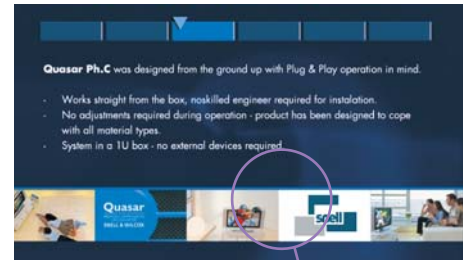 Quasar Ph.C was designed from the ground up with Plug & Play operation in mind.
- Works straight from the box, noskilled engineer required for instalation.
- No adjustments required during operation - product has been designed to cope
with all material types.
- System in a 1U box - no external devices required
Quasar
SNELL & WILCOX
snell